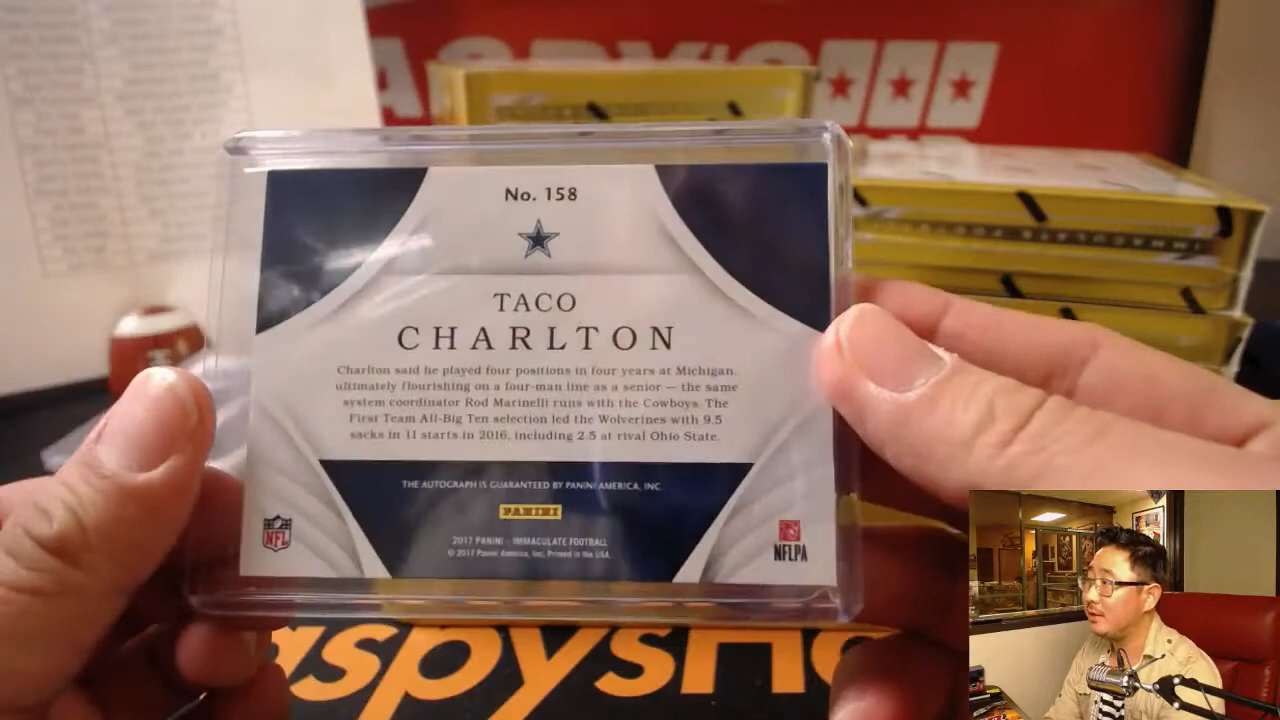 ASPY'S
No. 158
TACO
CHARLTON
Charlton said he played four positions in four years at Michigan,
ultimately flourishing on a four-man line as a senior — the same
system coordinator Rod Marinelli runs with the Cowboys. The
First Team All-Big Ten selection led the Wolverines with 9.5
sacks in 11 starts in 2016, including 2.5 at rival Ohio State.
THE AUTOGRAPH IS GUARANTEED BY PANINI AMERICA, INC.
PANINI
2017 PANINI - IMMACULATE FOOTBALL
© 2017 Panini America, Inc. Printed in the USA.
NFL
NFLPA
aspysHo